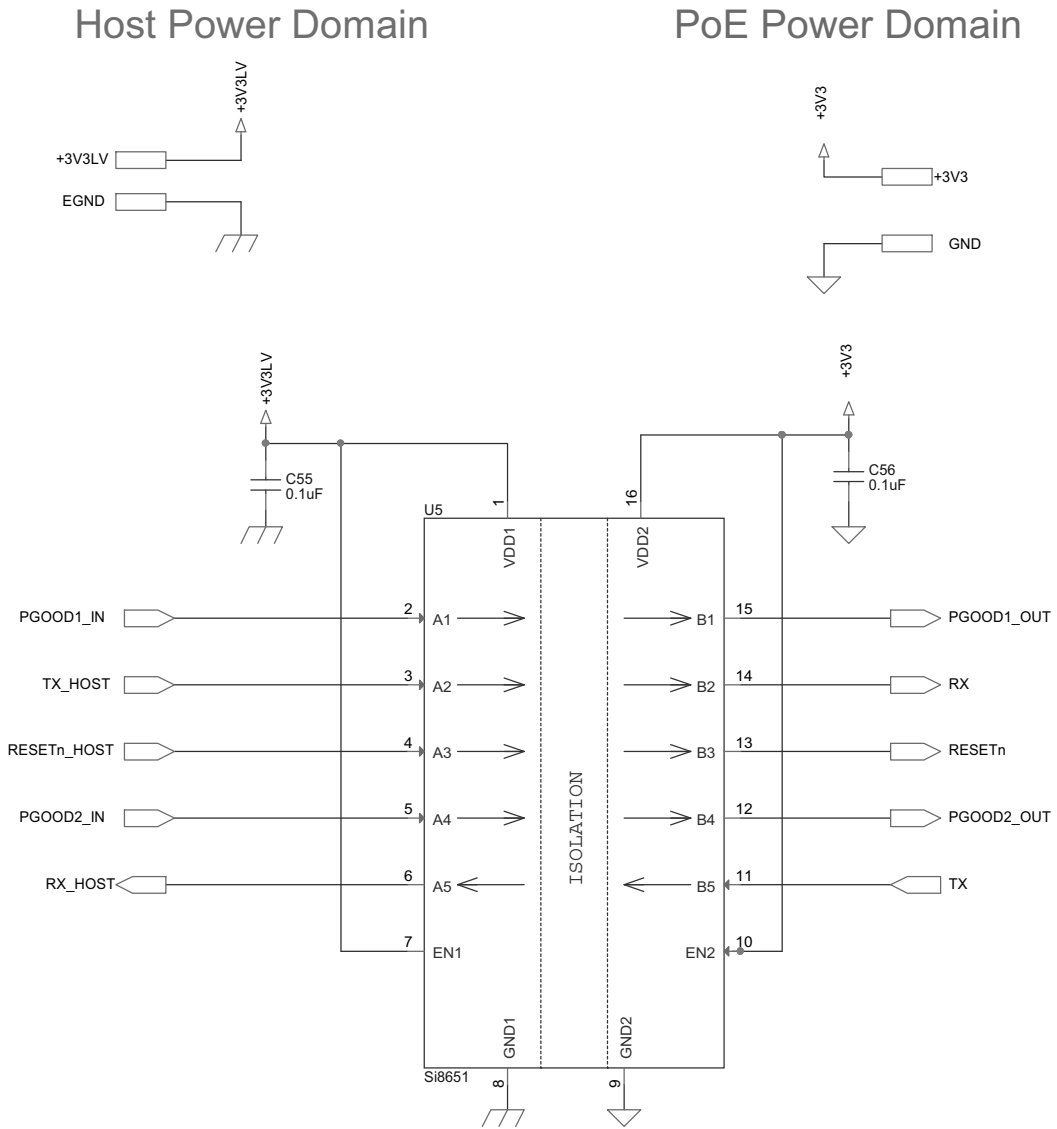 Host Power Domain
PoE Power Domain
+3V3LV
+3V3
+3V3LV
+3V3
EGND
GND
+3V3LV
+3V3
C55
0.1uF
C56
0.1uF
1
16
U5
VDD1
VDD2
PGOOD1_IN
2
A1
B1
15
PGOOD1_OUT
TX_HOST
3
A2
B2
14
RX
RESETn_HOST
4
A3
B3
13
RESETn
ISOLATION
PGOOD2_IN
5
A4
B4
12
PGOOD2_OUT
RX_HOST
6
A5
B5
11
TX
7
EN1
EN2
10
GND1
GND2
Si8651
8
9